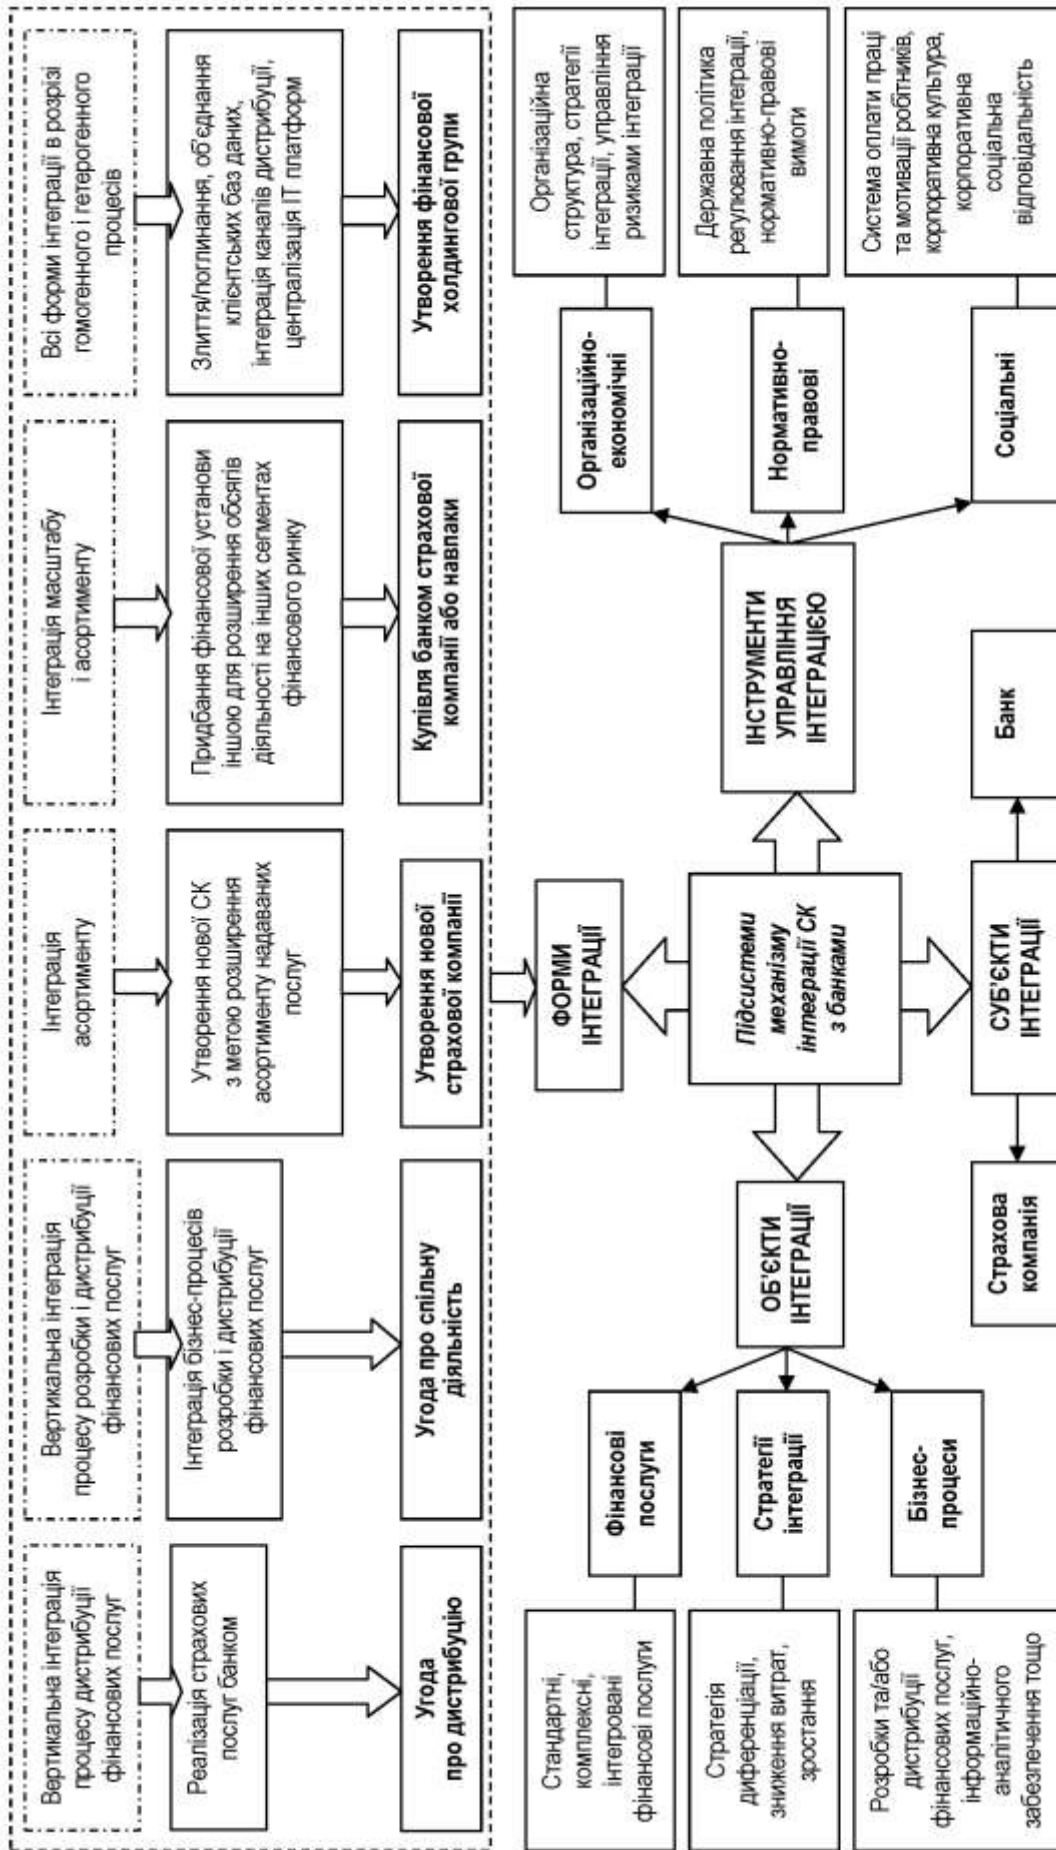 Вертикальна інтеграція
процесу дистрибуції
фінансових послуг
Реалізація страхових
послуг банком
Угода
про дистрибуцію
Вертикальна інтеграція
процесу розробки і дистрибуції
фінансових послуг
Інтеграція бізнес-процесів
розробки і дистрибуції
фінансових послуг
Угода про спільну
діяльність
Інтеграція
асортименту
Утворення нової СК
з метою розширення
асортименту надаваних
послуг
Утворення нової
страхової компанії
Інтеграція масштабу
і асортименту
Придбання фінансової установи
іншою для розширення обсягів
діяльності на інших сегментах
фінансового ринку
Купівля банком страхової
компанії або навпаки
Всі форми інтеграції в розрізі
гомогенного і гетерогенного
процесів
Злиття/поглинання, об’єднання
клієнтських баз даних,
інтеграція каналів дистрибуції,
централізація ІТ платформ
Утворення фінансової
холдингової групи
ФОРМИ
ІНТЕГРАЦІЇ
Підсистеми
механізму
інтеграції СК
з банками
ОБ’ЄКТИ
ІНТЕГРАЦІЇ
Фінансові
послуги
Стандартні,
комплексні,
інтегровані
фінансові послуги
Стратегії
інтеграції
Стратегія
диференціації,
зниження витрат,
зростання
Бізнес-
процеси
Розробки та/або
дистрибуції
фінансових послуг,
інформаційно-
аналітичного
забезпечення тощо
ІНСТРУМЕНТИ
УПРАВЛІННЯ
ІНТЕГРАЦІЄЮ
Організаційно-
економічні
Організаційна
структура, стратегії
інтеграції, управління
ризиками інтеграції
Нормативно-
правові
Державна політика
регулювання інтеграції,
нормативно-правові
вимоги
Соціальні
Система оплати праці
та мотивації робітників,
корпоративна культура,
корпоративна
соціальна
відповідальність
СУБ’ЄКТИ
ІНТЕГРАЦІЇ
Страхова
компанія
Банк